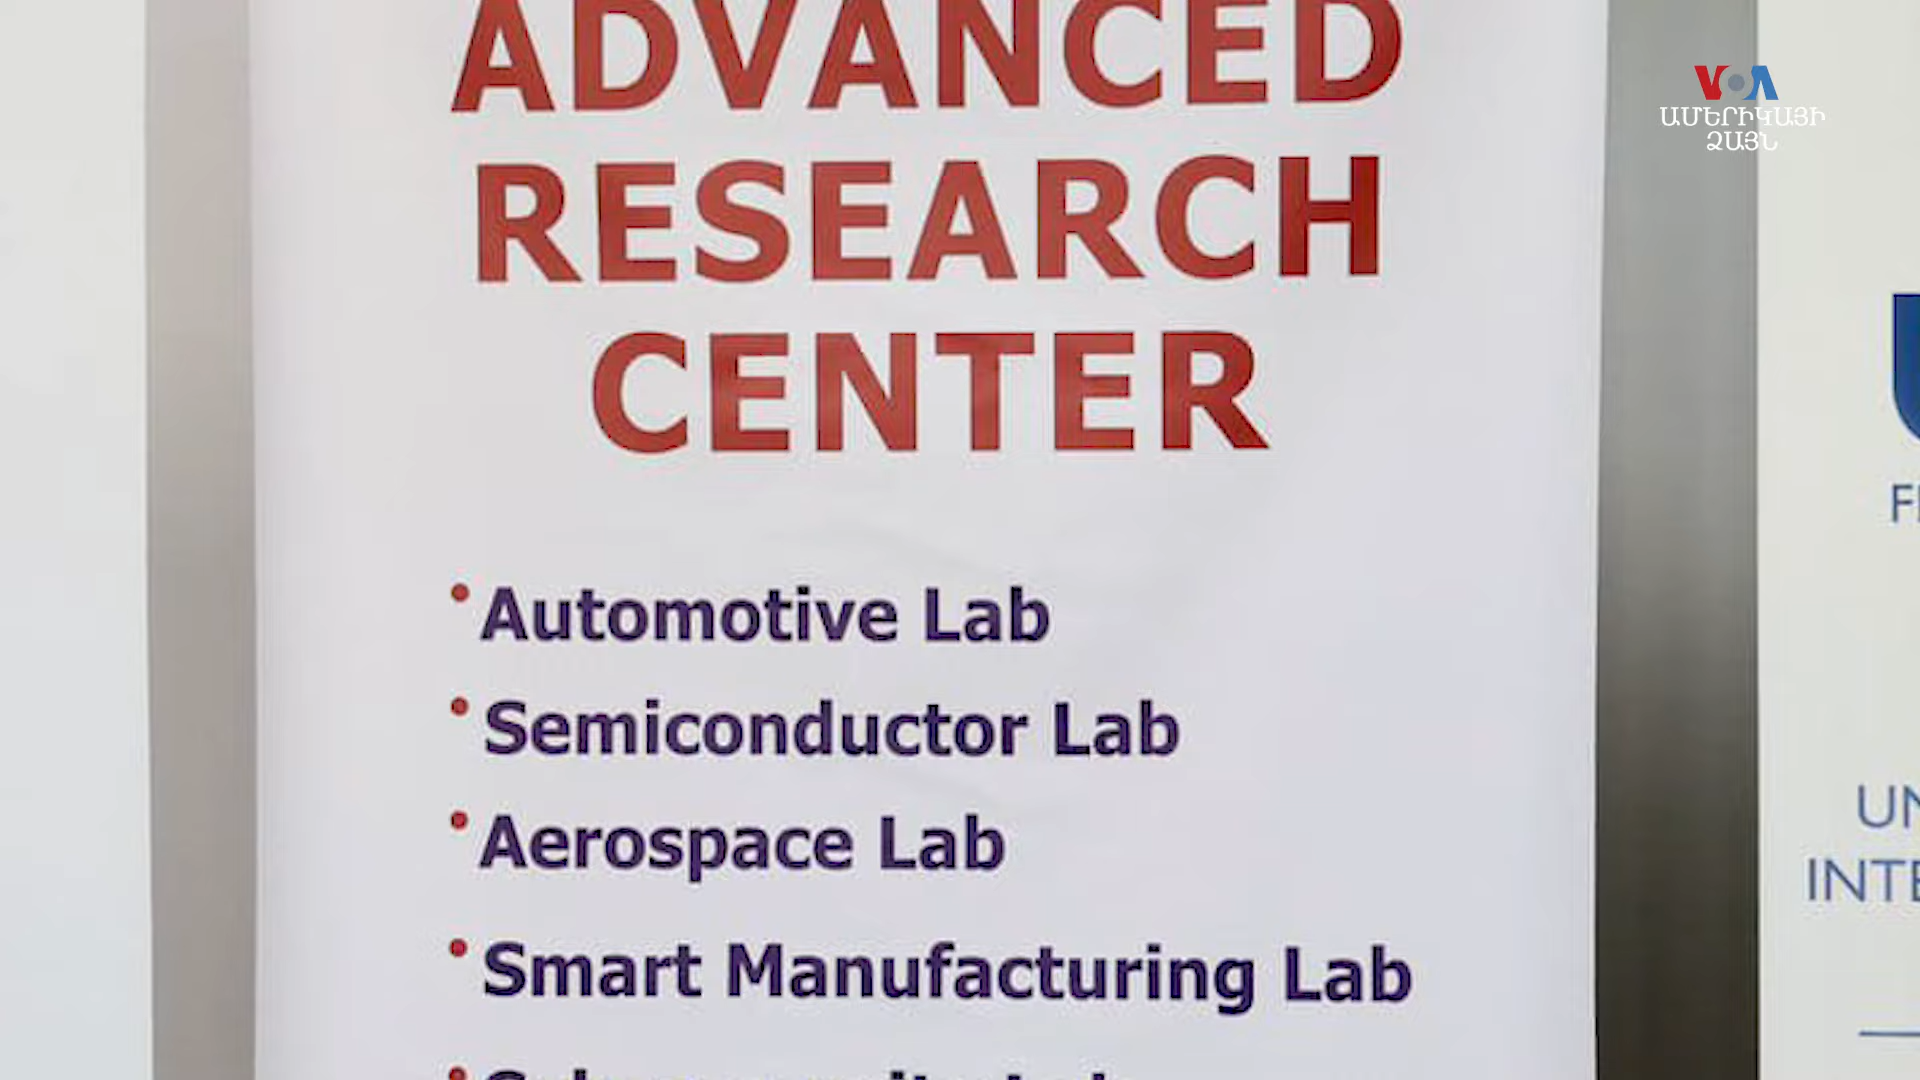 ADVANCED
RESEARCH
CENTER
• Automotive Lab
• Semiconductor Lab
• Aerospace Lab
• Smart Manufacturing Lab
VOA
ԱՄԵՐԻԿԱՅԻ
ՁԱՅՆ